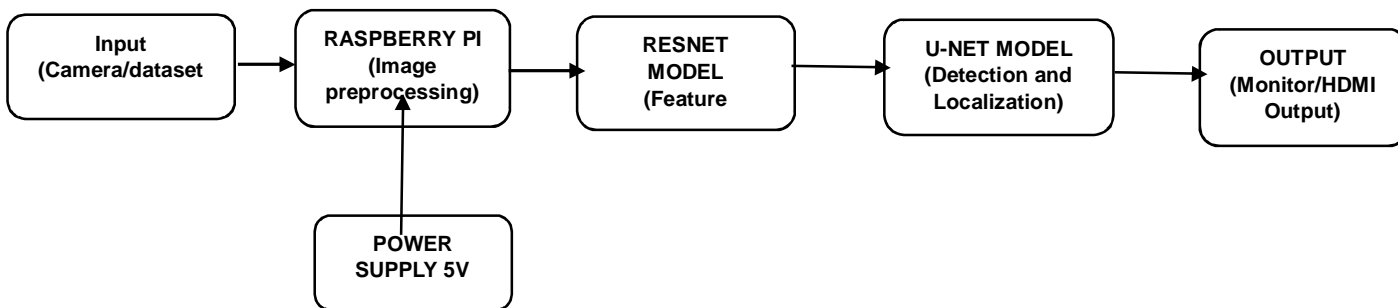 Input
(Camera/dataset
RASPBERRY PI
(Image
preprocessing)
RESNET
MODEL
(Feature
U-NET MODEL
(Detection and
Localization)
OUTPUT
(Monitor/HDMI
Output)
POWER
SUPPLY 5V